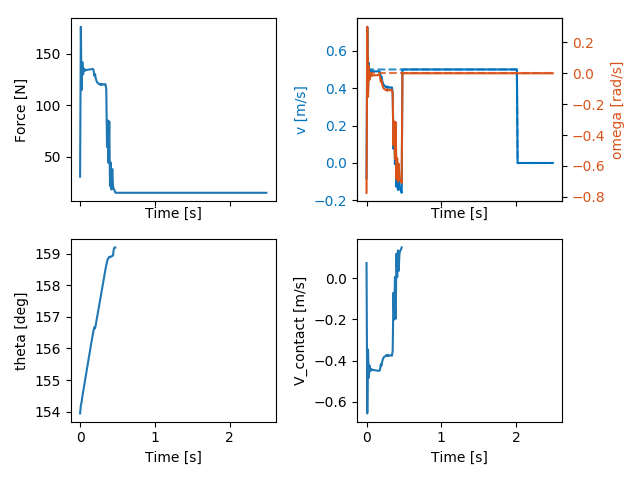 Force [N]
150
100
50
Time [s]
v [m/s]
0.6
0.4
0.2
0.0
−0.2
Time [s]
omega [rad/s]
0.2
0.0
−0.2
−0.4
−0.6
−0.8
theta [deg]
159
158
157
156
155
154
0 1 2
Time [s]
V_contact [m/s]
0.0
−0.2
−0.4
−0.6
0 1 2
Time [s]